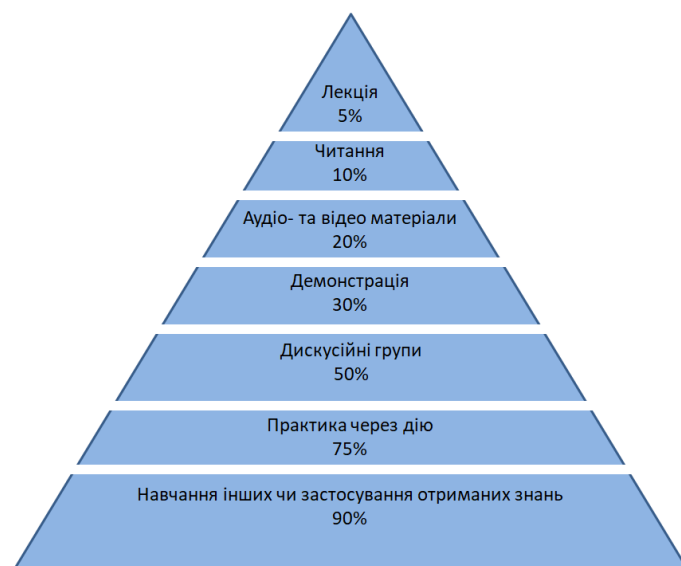 Лекція
5%
Читання
10%
Аудіо- та відео матеріали
20%
Демонстрація
30%
Дискусійні групи
50%
Практика через дію
75%
Навчання інших чи застосування отриманих знань
90%